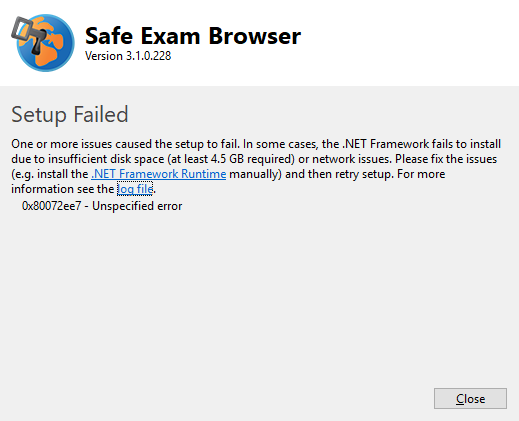 Safe Exam Browser
Version 3.1.0.228
Setup Failed
One or more issues caused the setup to fail. In some cases, the .NET Framework fails to install
due to insufficient disk space (at least 4.5 GB required) or network issues. Please fix the issues
(e.g. install the .NET Framework Runtime manually) and then retry setup. For more
information see the log file.
0x80072ee7 - Unspecified error
Close